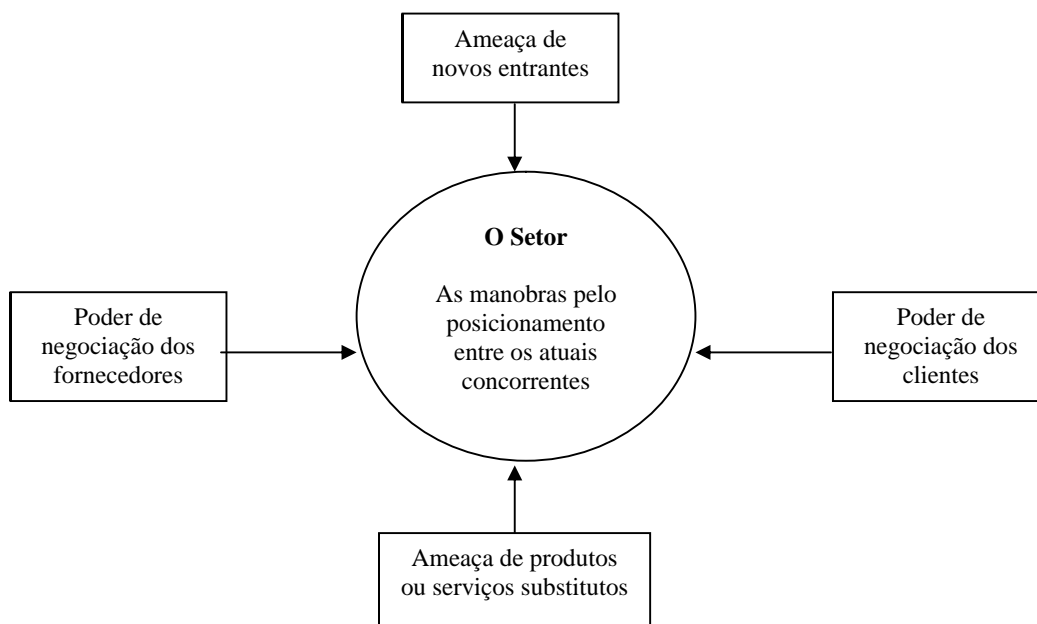 Ameaça de
novos entrantes
O Setor
As manobras pelo
posicionamento
entre os atuais
concorrentes
Poder de
negociação dos
fornecedores
Poder de
negociação dos
clientes
Ameaça de produtos
ou serviços substitutos